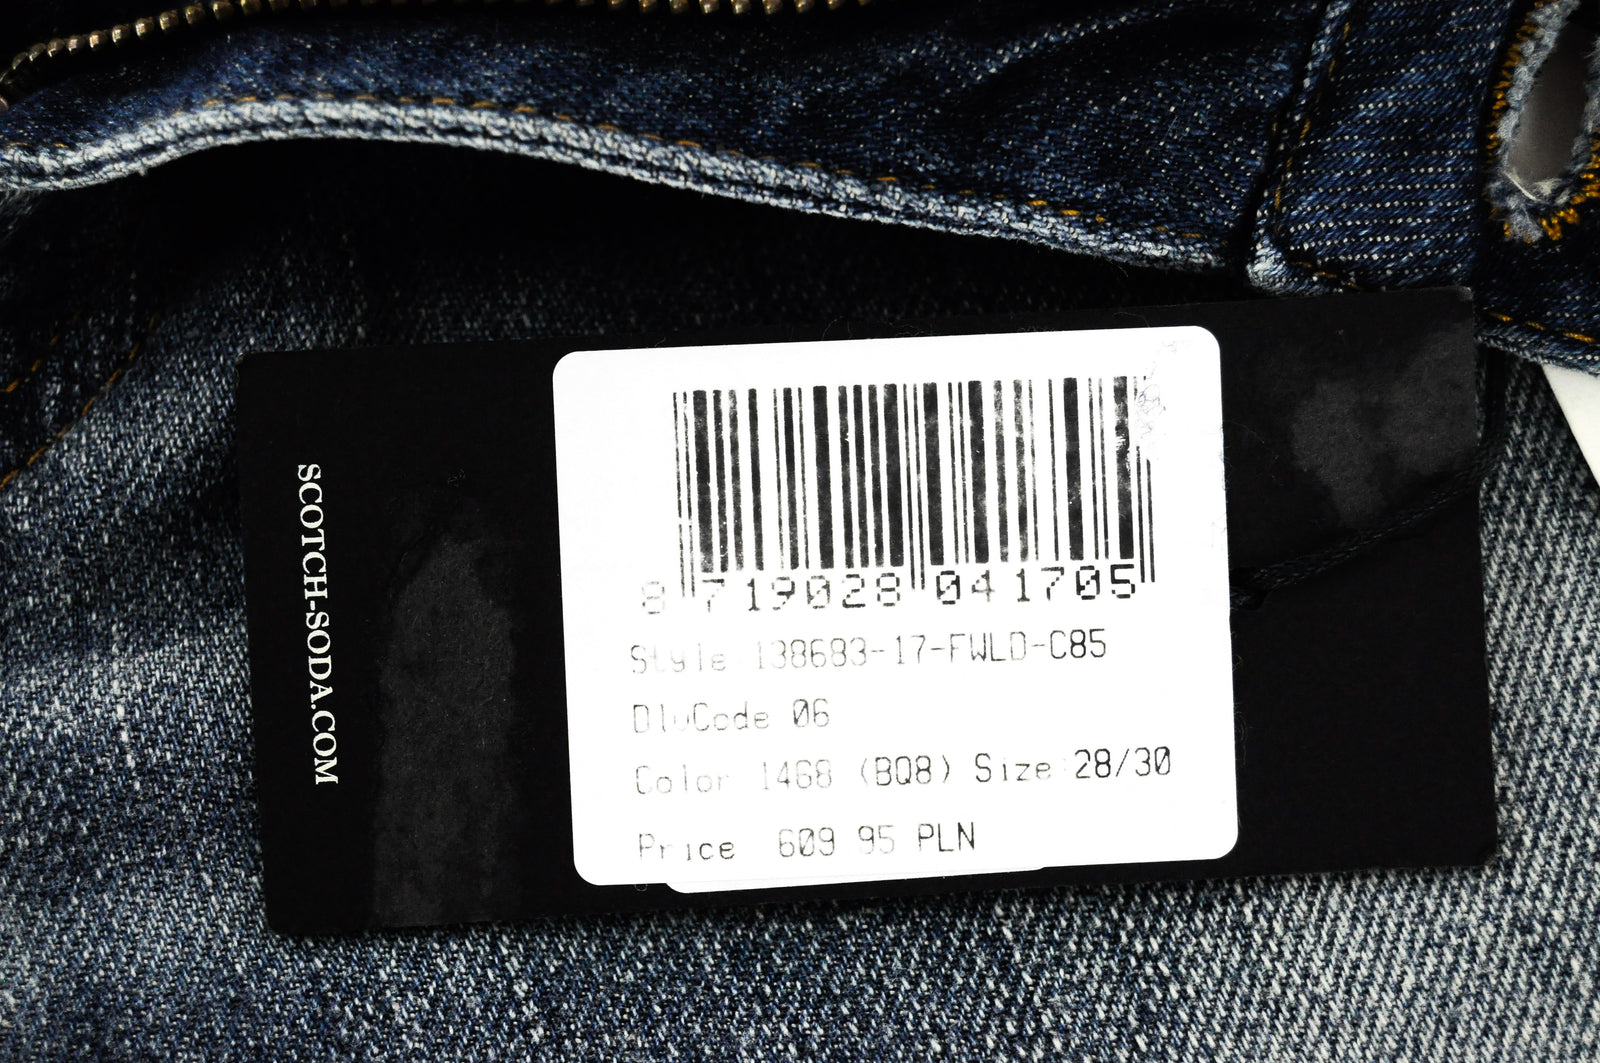 SCOTCH-SODA.COM
8 719028 041705
Style 138683-17-FWLD-C85
DlvCode 06
Color 1468 (BQ8) Size 28/30
Price 609 95 PLN